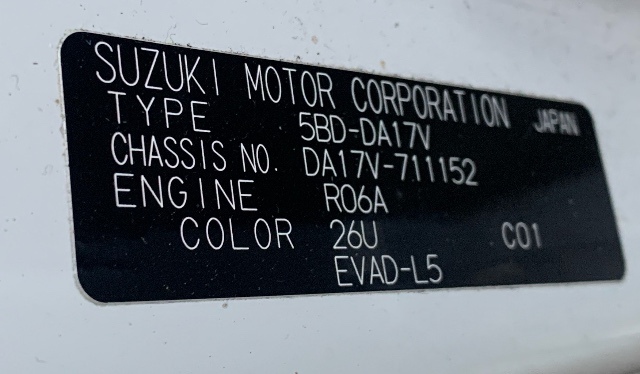 SUZUKI MOTOR CORPORATION JAPAN
TYPE 5BD-DA17V
CHASSIS NO. DA17V-711152
ENGINE R06A
COLOR 26U C01
EVAD-L5